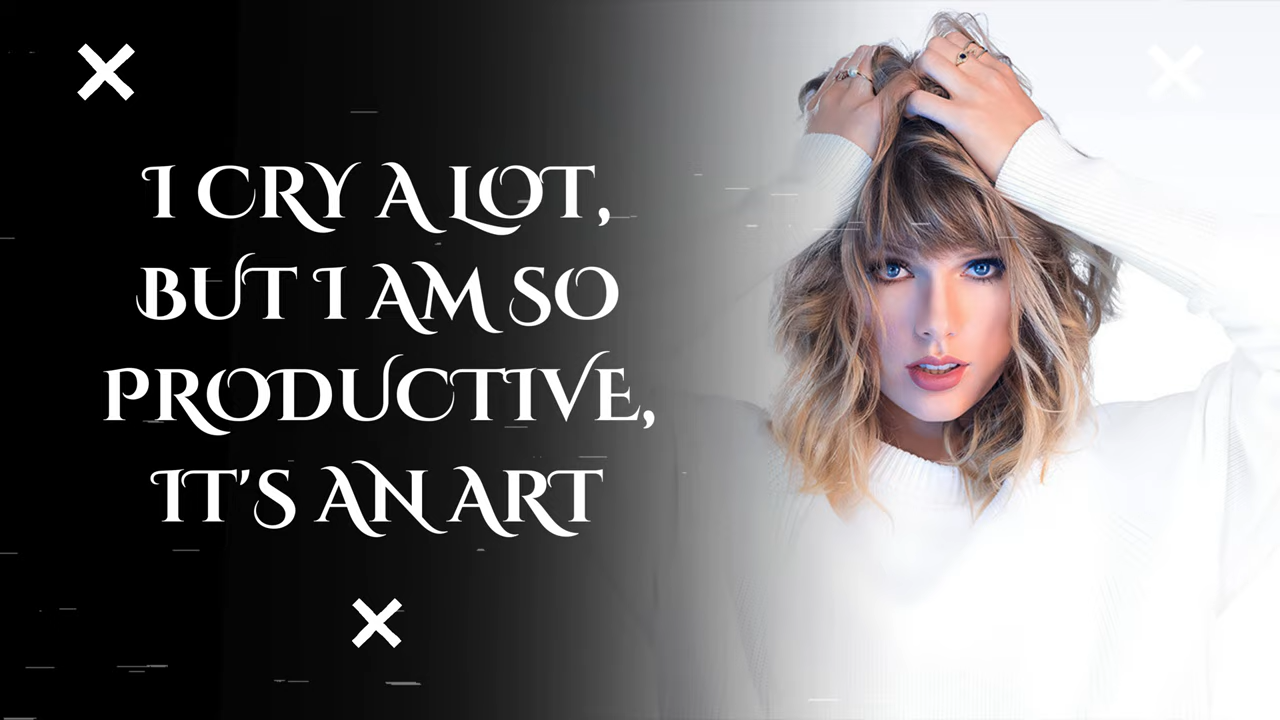 I CRY A LOT,
BUT I AM SO
PRODUCTIVE,
IT'S AN ART